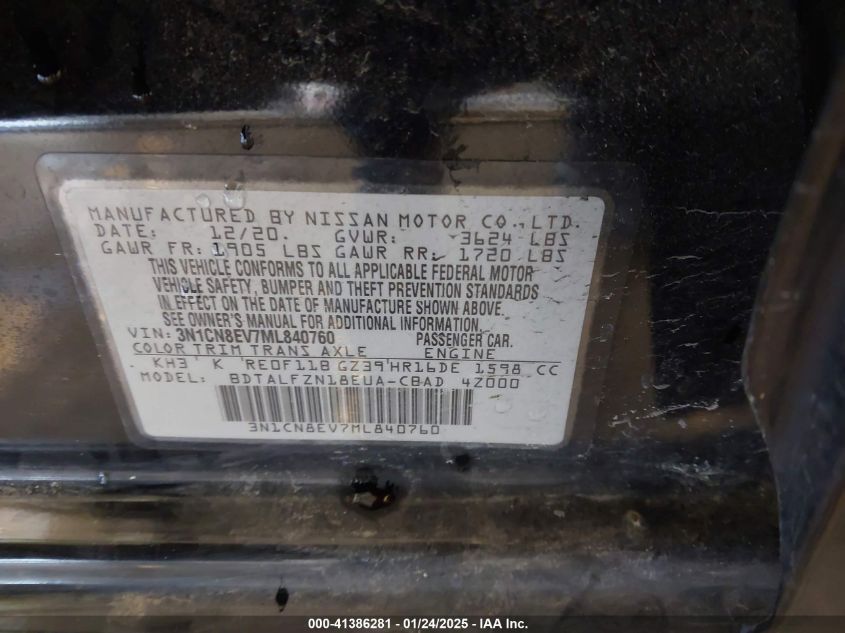 MANUFACTURED BY NISSAN MOTOR CO., LTD.
DATE: 12/20. GVWR: 3624 LBS
GAWR FR: 1905 LBS GAWR RR: 1720 LBS
THIS VEHICLE CONFORMS TO ALL APPLICABLE FEDERAL MOTOR
VEHICLE SAFETY, BUMPER AND THEFT PREVENTION STANDARDS
IN EFFECT ON THE DATE OF MANUFACTURE SHOWN ABOVE.
SEE OWNER'S MANUAL FOR ADDITIONAL INFORMATION.
VIN: 3N1CN8EV7ML840760 PASSENGER CAR.
COLOR TRIM TRANS AXLE ENGINE
KH3 K RE0F11B GZ39 HR16DE 1598 CC
MODEL: BDTALFZN18EUA-CBAD 4Z000
3N1CN8EV7ML840760
000-41386281 - 01/24/2025 - IAA Inc.